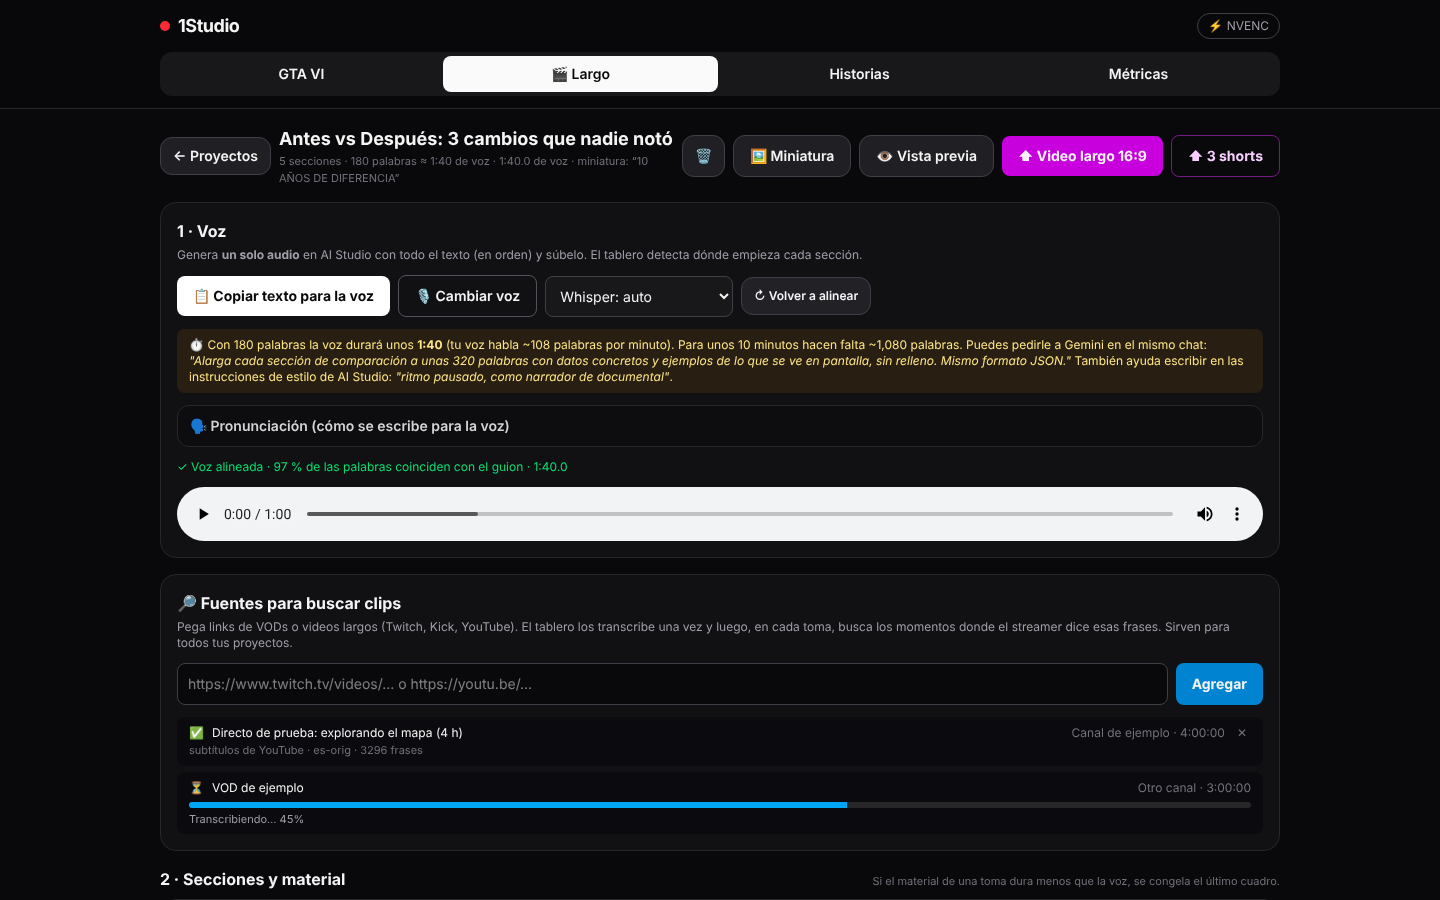 1Studio
⚡ NVENC
GTA VI
🎬 Largo
Historias
Métricas
← Proyectos
Antes vs Después: 3 cambios que nadie notó
5 secciones · 180 palabras ≈ 1:40 de voz · 1:40.0 de voz · miniatura: “10
AÑOS DE DIFERENCIA”
🗑️
🖼️ Miniatura
👁️ Vista previa
⬆ Video largo 16:9
⬆ 3 shorts
1 · Voz
Genera un solo audio en AI Studio con todo el texto (en orden) y súbelo. El tablero detecta dónde empieza cada sección.
📋 Copiar texto para la voz
🎙️ Cambiar voz
Whisper: auto
↻ Volver a alinear
⏱️ Con 180 palabras la voz durará unos 1:40 (tu voz habla ~108 palabras por minuto). Para unos 10 minutos hacen falta ~1,080 palabras. Puedes pedirle a Gemini en el mismo chat:
"Alarga cada sección de comparación a unas 320 palabras con datos concretos y ejemplos de lo que se ve en pantalla, sin relleno. Mismo formato JSON." También ayuda escribir en las
instrucciones de estilo de AI Studio: "ritmo pausado, como narrador de documental".
🗣️ Pronunciación (cómo se escribe para la voz)
✓ Voz alineada · 97 % de las palabras coinciden con el guion · 1:40.0
0:00 / 1:00
🔎 Fuentes para buscar clips
Pega links de VODs o videos largos (Twitch, Kick, YouTube). El tablero los transcribe una vez y luego, en cada toma, busca los momentos donde el streamer dice esas frases. Sirven para
todos tus proyectos.
https://www.twitch.tv/videos/... o https://youtu.be/...
Agregar
✅ Directo de prueba: explorando el mapa (4 h)
Canal de ejemplo · 4:00:00 ✕
subtítulos de YouTube · es-orig · 3296 frases
⏳ VOD de ejemplo
Otro canal · 3:00:00
Transcribiendo... 45%
2 · Secciones y material
Si el material de una toma dura menos que la voz, se congela el último cuadro.